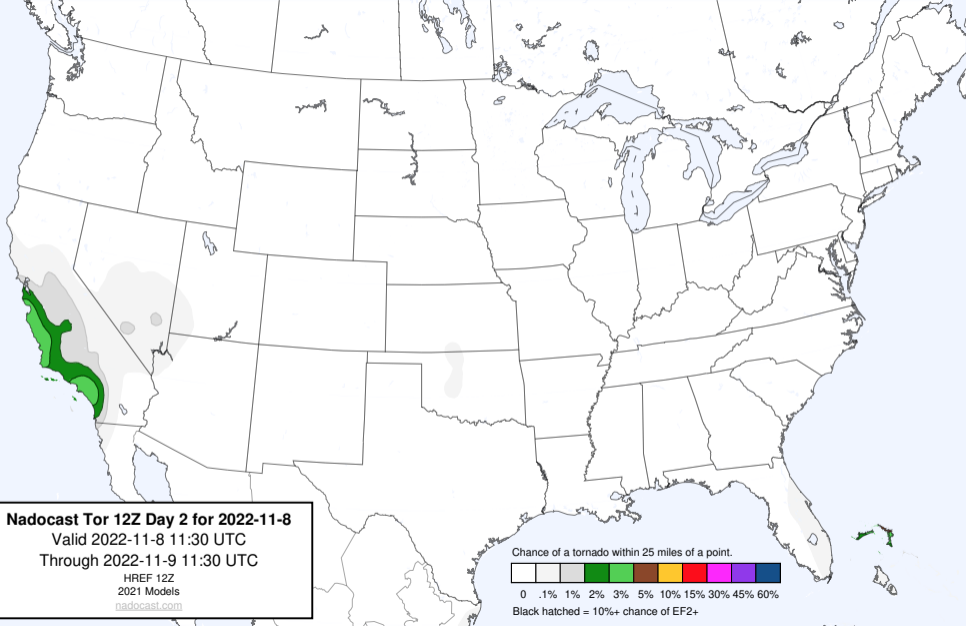 Nadocast Tor 12Z Day 2 for 2022-11-8
Valid 2022-11-8 11:30 UTC
Through 2022-11-9 11:30 UTC
HREF 12Z
2021 Models
nadocast.com
Chance of a tornado within 25 miles of a point.
0 .1% 1% 2% 3% 5% 10% 15% 30% 45% 60%
Black hatched = 10%+ chance of EF2+